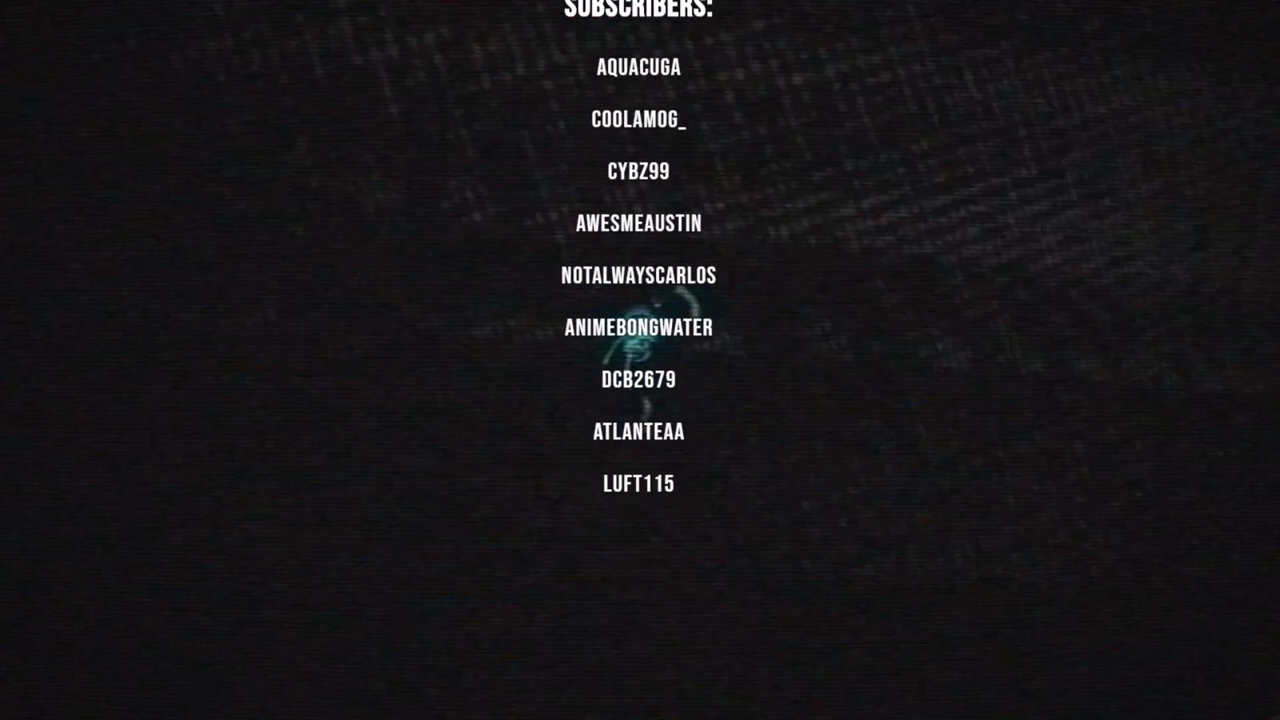 SUBSCRIBERS:
AQUACUGA
COOLAMOG_
CYBZ99
AWESMEAUSTIN
NOTALWAYSCARLOS
ANIMEBONGWATER
DCB2679
ATLANTEAA
LUFT115